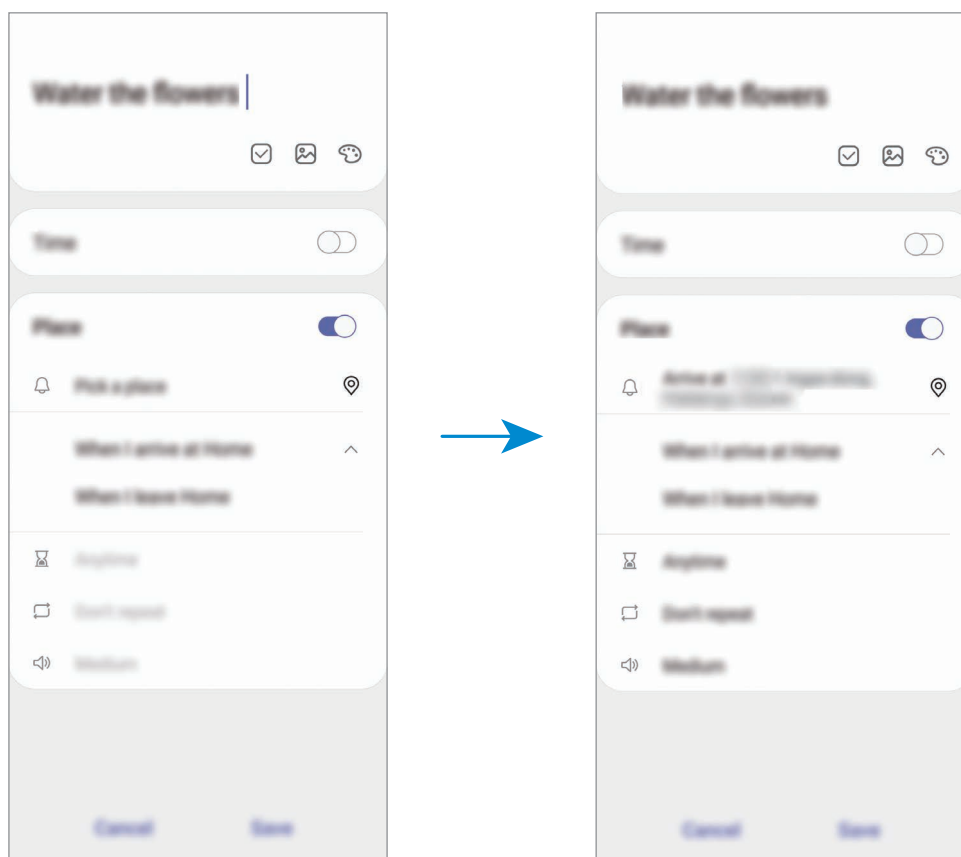 Water the flowers
Time
Place
Pick a place
When I arrive at Home
When I leave Home
Anytime
Don't repeat
Medium
Cancel Save
Water the flowers
Time
Place
Arrive at
When I arrive at Home
When I leave Home
Anytime
Don't repeat
Medium
Cancel Save